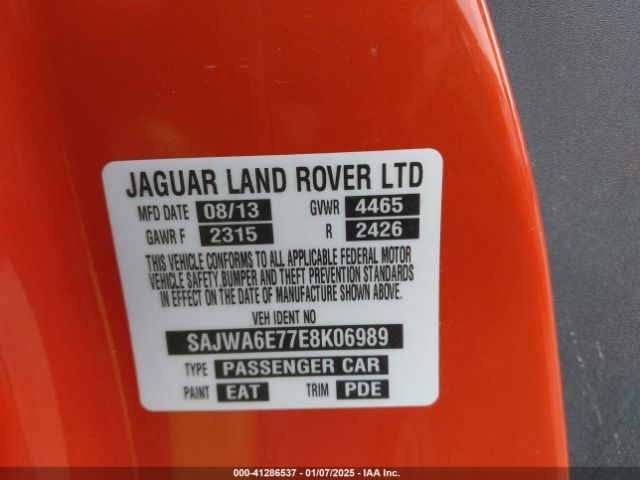 JAGUAR LAND ROVER LTD
MFD DATE 08/13 GVWR 4465
GAWR F 2315 R 2426
THIS VEHICLE CONFORMS TO ALL APPLICABLE FEDERAL MOTOR
VEHICLE SAFETY, BUMPER AND THEFT PREVENTION STANDARDS
IN EFFECT ON THE DATE OF MANUFACTURE SHOWN ABOVE.
VEH IDENT NO
SAJWA6E77E8K06989
TYPE PASSENGER CAR
PAINT EAT TRIM PDE
000-41286537 - 01/07/2025 - IAA Inc.